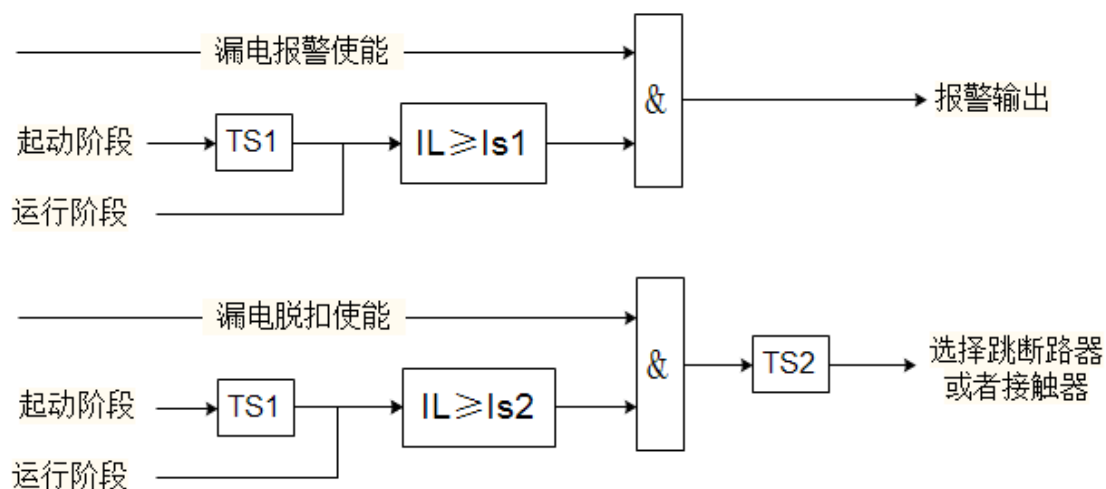 漏电报警使能
&
报警输出
起动阶段
TS1
IL≥Is1
运行阶段
漏电脱扣使能
&
TS2
选择跳断路器
或者接触器
起动阶段
TS1
IL≥Is2
运行阶段